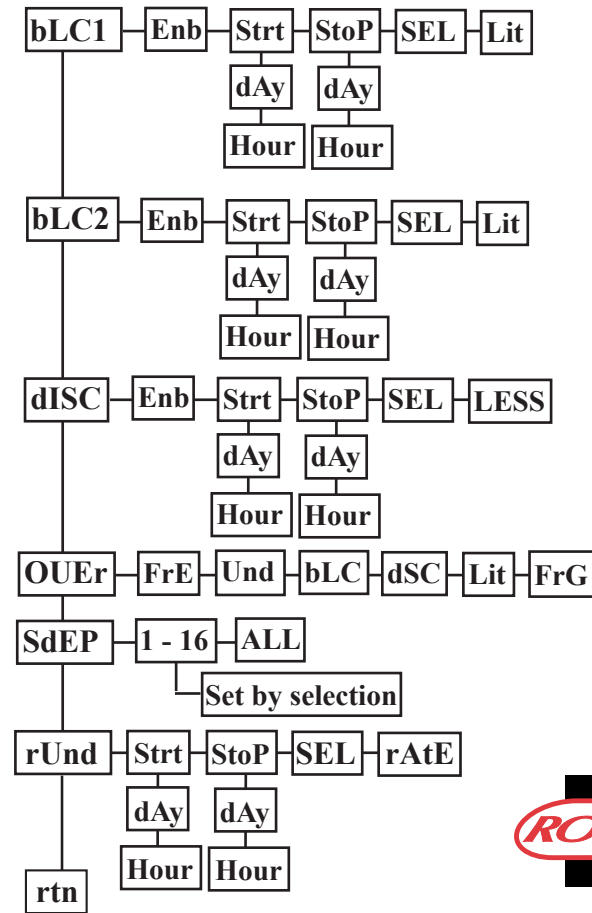 bLC1 Enb Strt StoP SEL Lit
dAy dAy
Hour Hour
bLC2 Enb Strt StoP SEL Lit
dAy dAy
Hour Hour
dISC Enb Strt StoP SEL LESS
dAy dAy
Hour Hour
OUEr FrE Und bLC dSC Lit FrG
SdEP 1 - 16 ALL
Set by selection
rUnd Strt StoP SEL rAtE
dAy dAy
Hour Hour
rtn